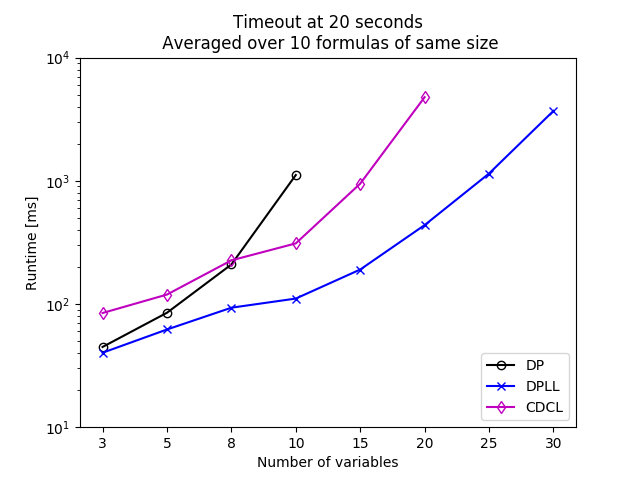 Timeout at 20 seconds
Averaged over 10 formulas of same size
10^4
10^3
10^2
10^1
Runtime [ms]
3 5 8 10 15 20 25 30
Number of variables
DP
DPLL
CDCL